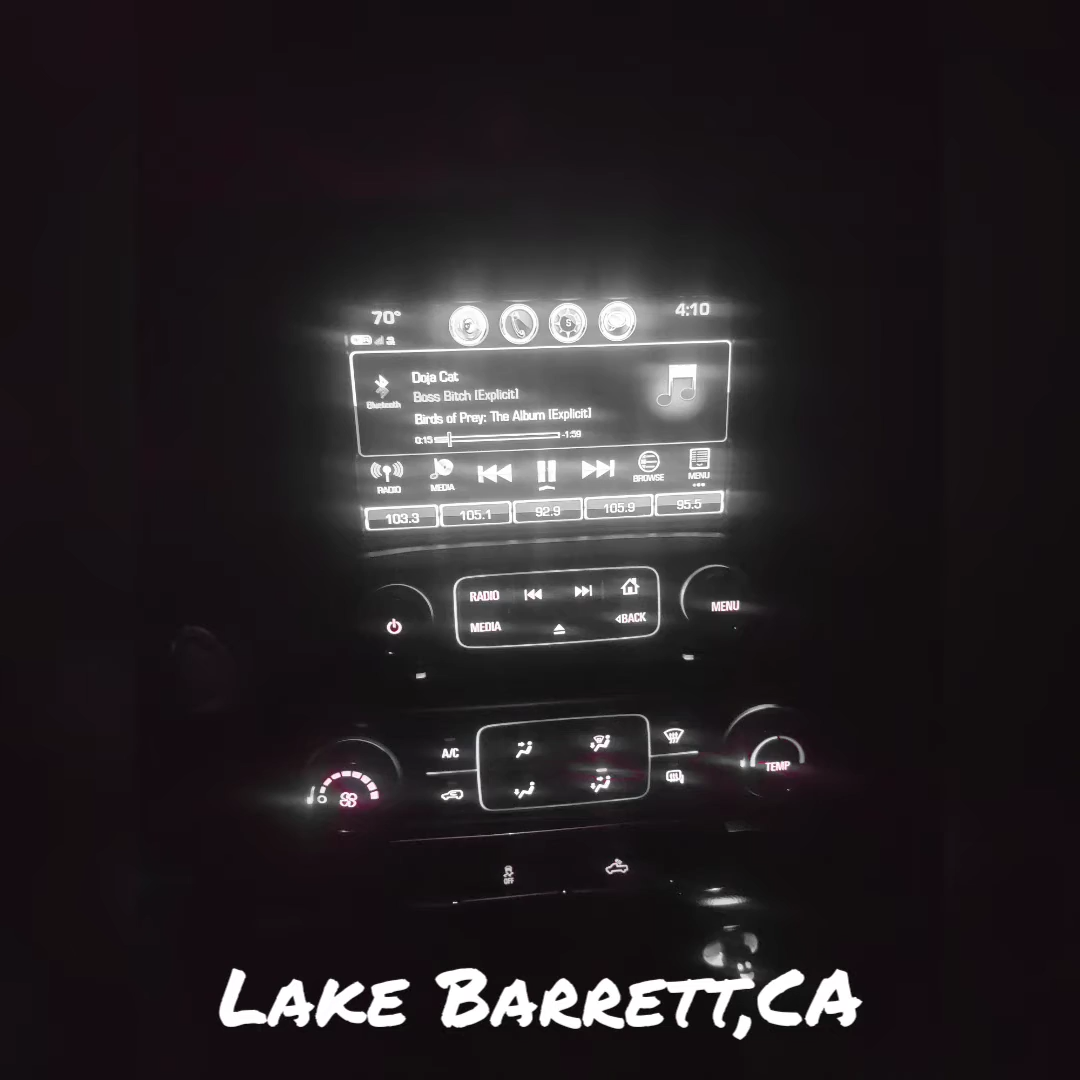 70° 4:10
Doja Cat
Boss Bitch [Explicit]
Bluetooth
Birds of Prey: The Album [Explicit]
0:15 -1:59
RADIO MEDIA BROWSE MENU
103.3 105.1 92.9 105.9 95.5
RADIO
MENU
MEDIA ◁BACK
A/C
TEMP
OFF
LAKE BARRETT,CA